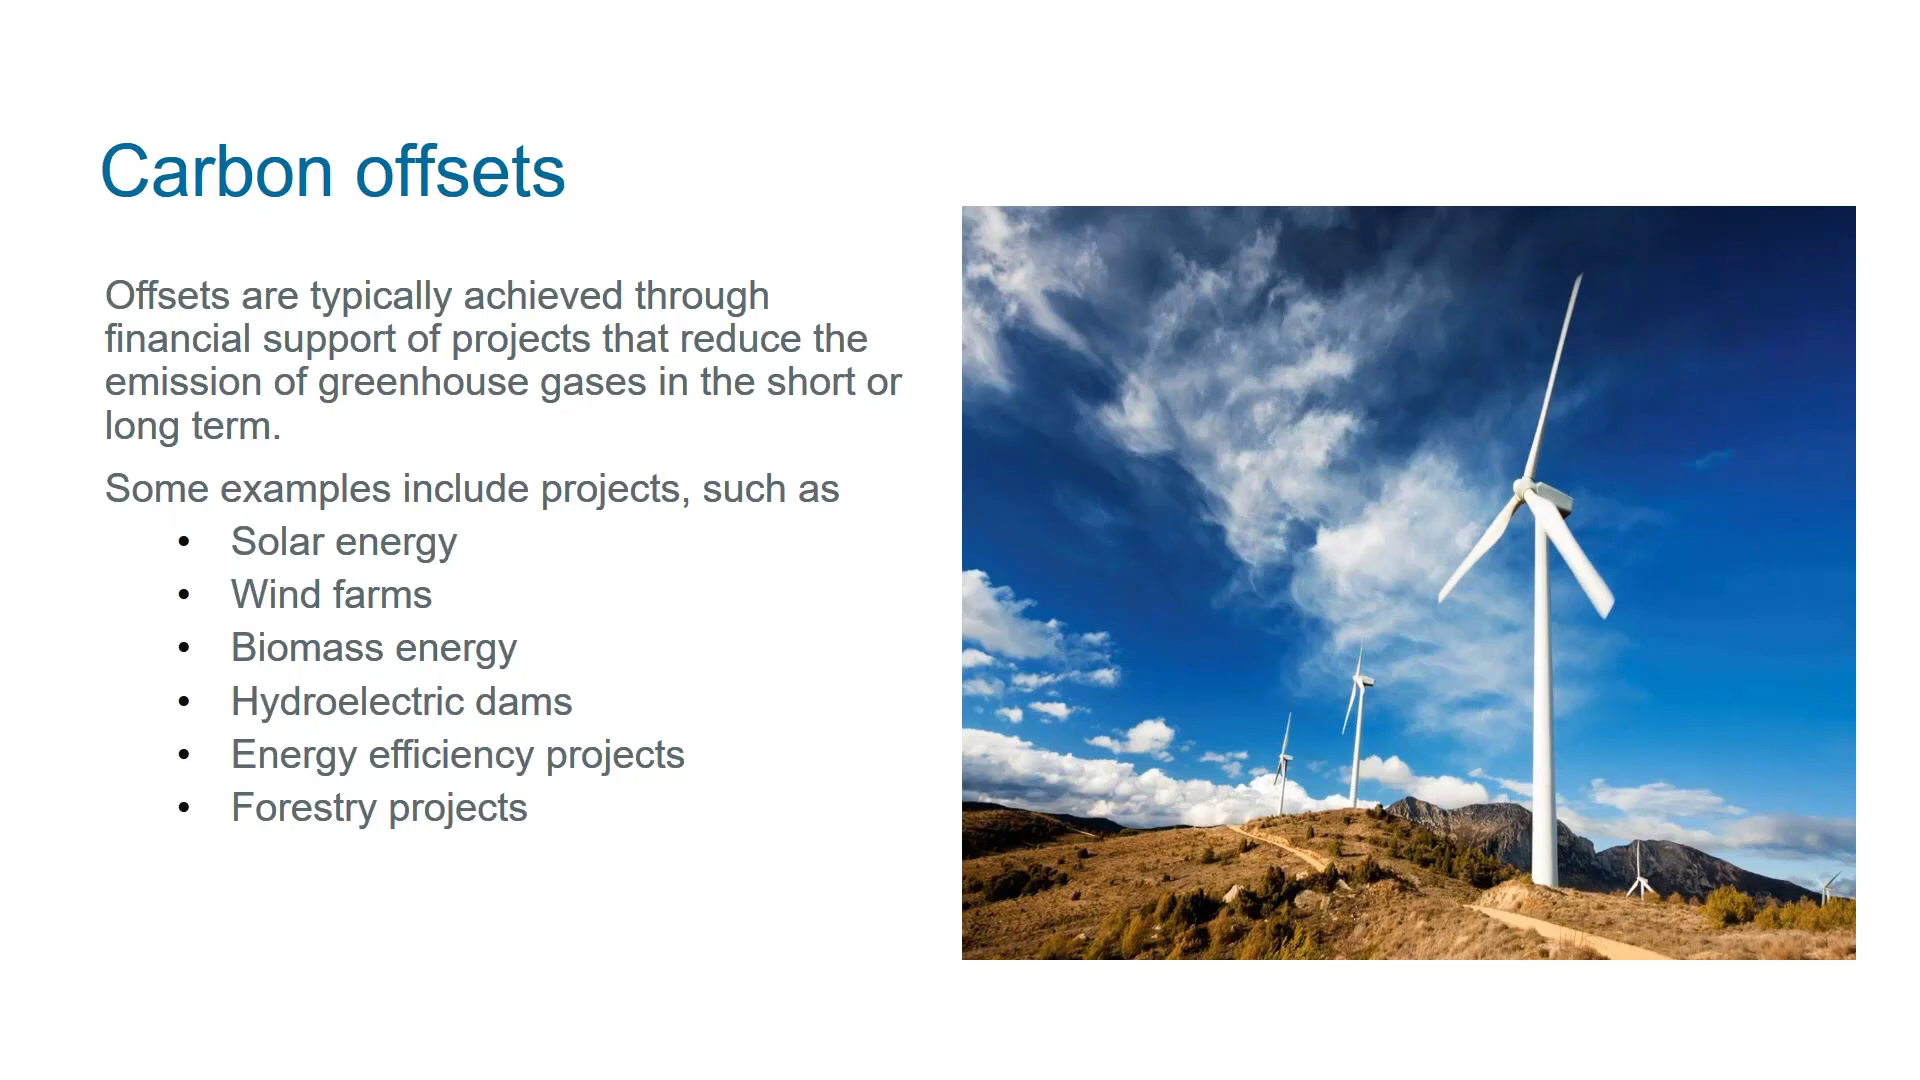 Carbon offsets
Offsets are typically achieved through
financial support of projects that reduce the
emission of greenhouse gases in the short or
long term.
Some examples include projects, such as
• Solar energy
• Wind farms
• Biomass energy
• Hydroelectric dams
• Energy efficiency projects
• Forestry projects